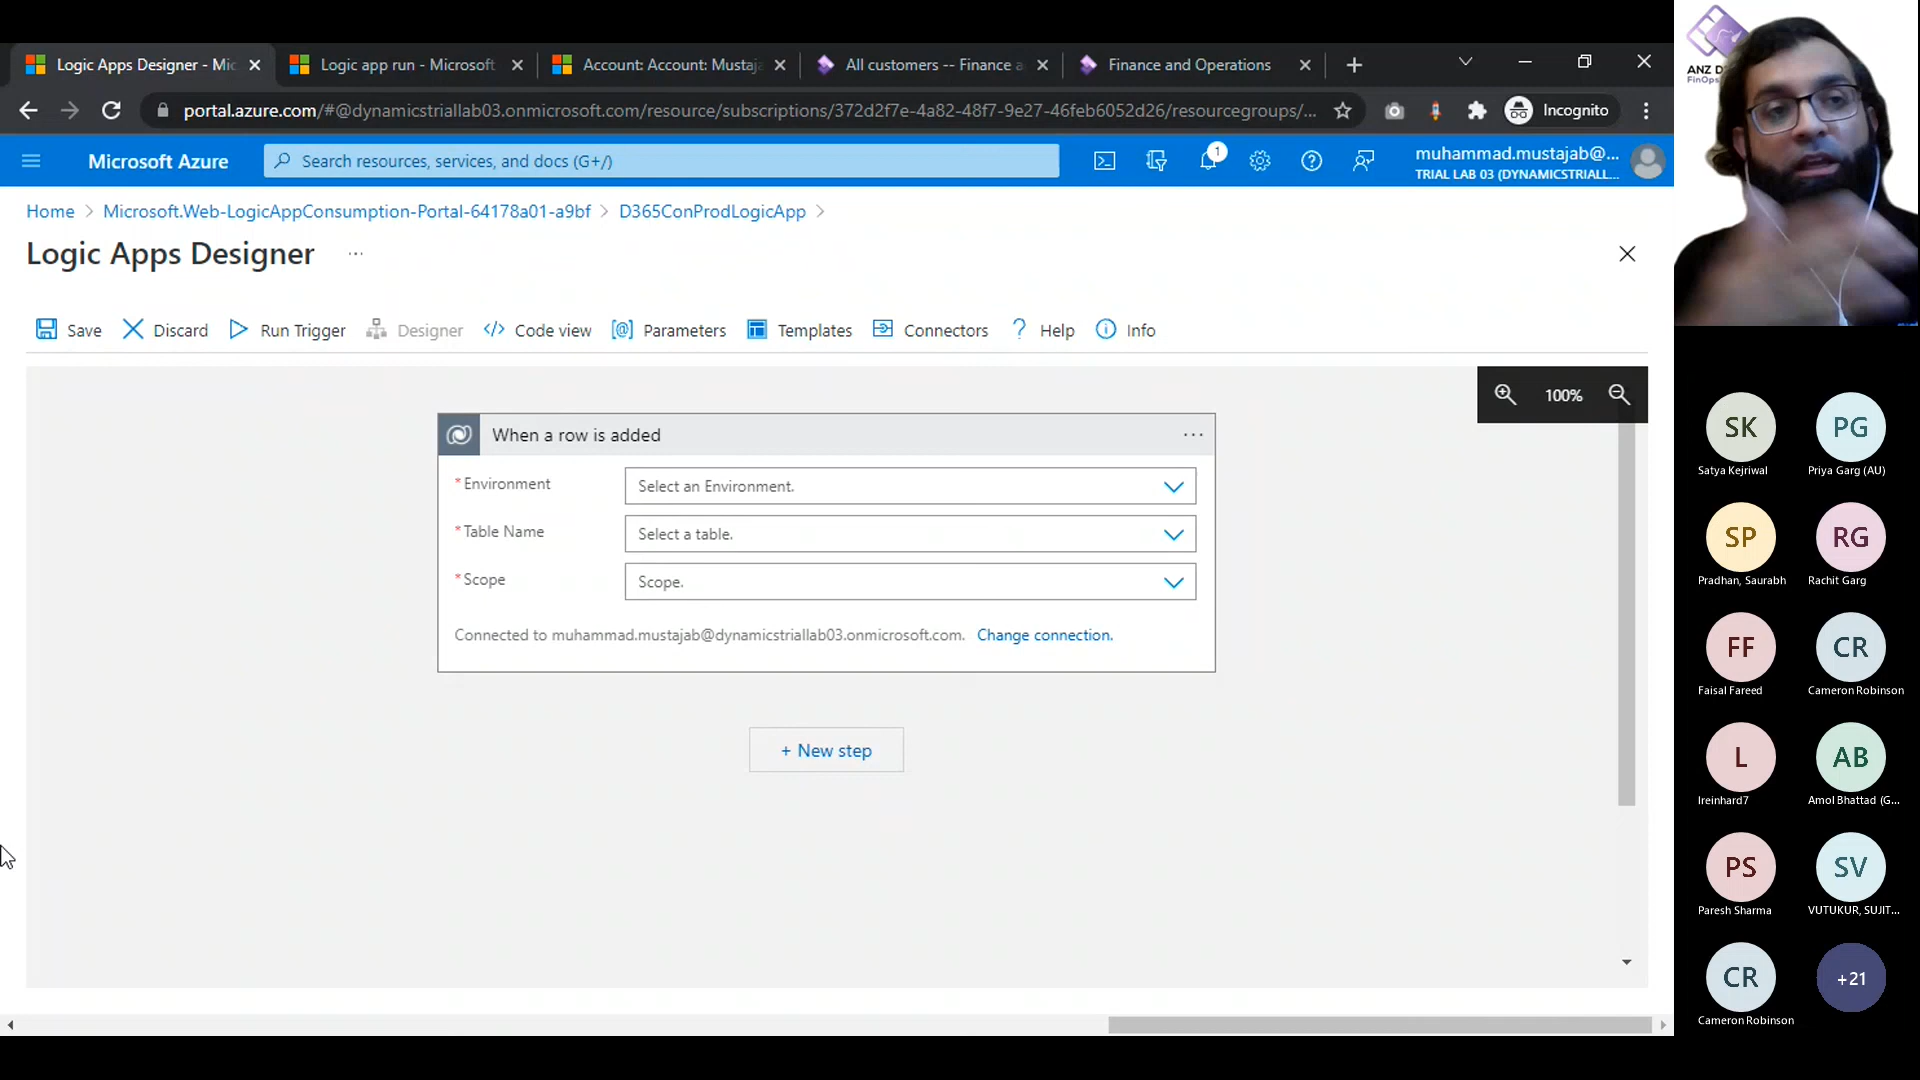 Logic Apps Designer - Mic
Logic app run - Microsoft
Account: Account: Mustaj
All customers -- Finance a
Finance and Operations
portal.azure.com/#@dynamicstriallab03.onmicrosoft.com/resource/subscriptions/372d2f7e-4a82-48f7-9e27-46feb6052d26/resourcegroups/...
Incognito
Microsoft Azure
Search resources, services, and docs (G+/)
1
muhammad.mustajab@...
TRIAL LAB 03 (DYNAMICSTRIALL...
Home > Microsoft.Web-LogicAppConsumption-Portal-64178a01-a9bf > D365ConProdLogicApp >
Logic Apps Designer ...
Save
Discard
Run Trigger
Designer
Code view
Parameters
Templates
Connectors
Help
Info
100%
When a row is added
* Environment
Select an Environment.
* Table Name
Select a table.
* Scope
Scope.
Connected to muhammad.mustajab@dynamicstriallab03.onmicrosoft.com. Change connection.
+ New step
ANZ D
FinOps
SK
Satya Kejriwal
PG
Priya Garg (AU)
SP
Pradhan, Saurabh
RG
Rachit Garg
FF
Faisal Fareed
CR
Cameron Robinson
L
lreinhard7
AB
Amol Bhattad (G...
PS
Paresh Sharma
SV
VUTUKUR, SUJIT...
CR
Cameron Robinson
+21